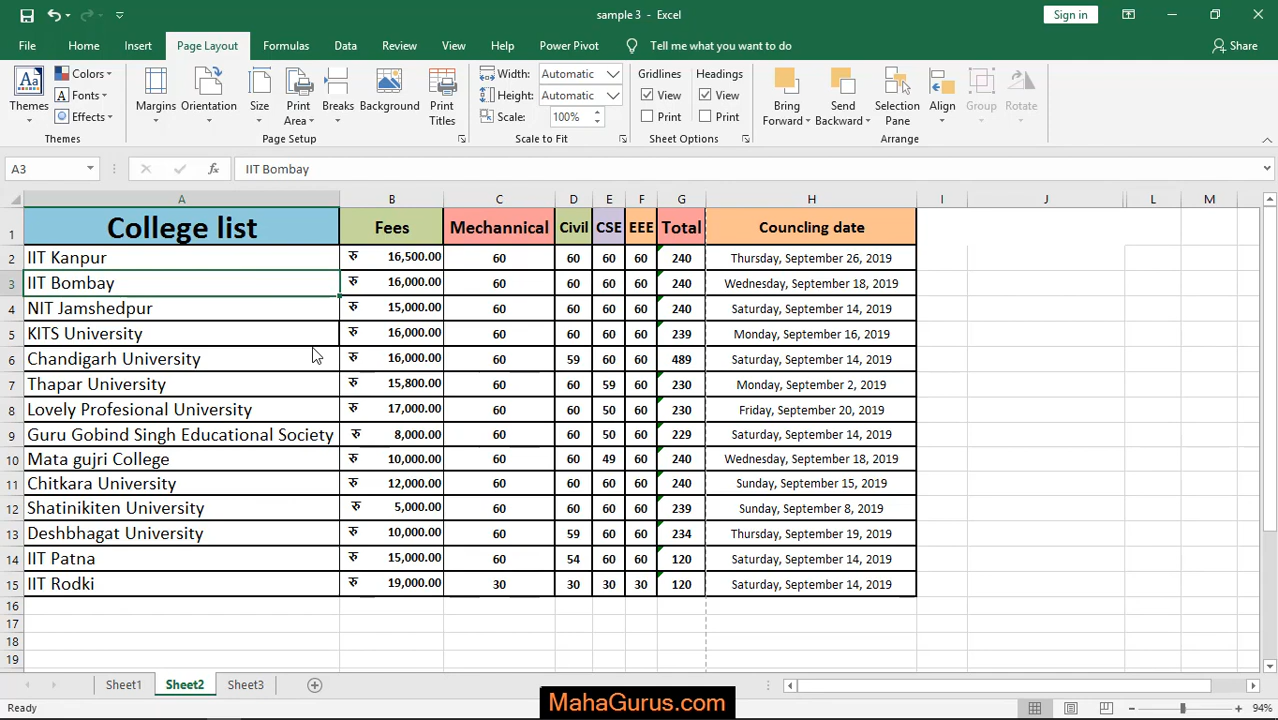 sample 3 - Excel
Sign in
File Home Insert Page Layout Formulas Data Review View Help Power Pivot Tell me what you want to do Share
Themes Colors Fonts Effects
Margins Orientation Size Print Area Breaks Background Print Titles
Width: Automatic
Height: Automatic
Scale: 100%
Gridlines Headings
View View
Print Print
Bring Forward Send Backward Selection Pane Align Group Rotate
Themes Page Setup Scale to Fit Sheet Options Arrange
A3 fx IIT Bombay
A B C D E F G H I J L M
1 College list Fees Mechannical Civil CSE EEE Total Councling date
2 IIT Kanpur रु 16,500.00 60 60 60 60 240 Thursday, September 26, 2019
3 IIT Bombay रु 16,000.00 60 60 60 60 240 Wednesday, September 18, 2019
4 NIT Jamshedpur रु 15,000.00 60 60 60 60 240 Saturday, September 14, 2019
5 KITS University रु 16,000.00 60 60 60 60 239 Monday, September 16, 2019
6 Chandigarh University रु 16,000.00 60 59 60 60 489 Saturday, September 14, 2019
7 Thapar University रु 15,800.00 60 60 59 60 230 Monday, September 2, 2019
8 Lovely Profesional University रु 17,000.00 60 60 50 60 230 Friday, September 20, 2019
9 Guru Gobind Singh Educational Society रु 8,000.00 60 60 50 60 229 Saturday, September 14, 2019
10 Mata gujri College रु 10,000.00 60 60 49 60 240 Wednesday, September 18, 2019
11 Chitkara University रु 12,000.00 60 60 60 60 240 Sunday, September 15, 2019
12 Shatinikiten University रु 5,000.00 60 60 60 60 239 Sunday, September 8, 2019
13 Deshbhagat University रु 10,000.00 60 59 60 60 234 Thursday, September 19, 2019
14 IIT Patna रु 15,000.00 60 54 60 60 120 Saturday, September 14, 2019
15 IIT Rodki रु 19,000.00 30 30 30 30 120 Saturday, September 14, 2019
16
17
18
19
Sheet1 Sheet2 Sheet3
MahaGurus.com
Ready 94%